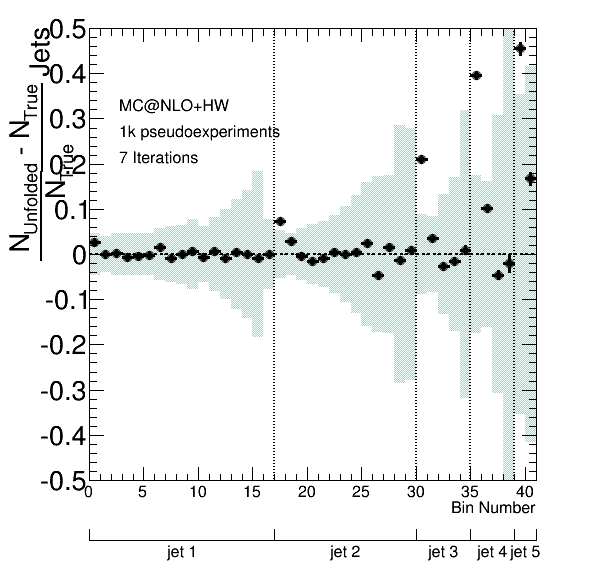 N_Unfolded - N_True
N_True
Jets
MC@NLO+HW
1k pseudoexperiments
7 Iterations
0.5
0.4
0.3
0.2
0.1
0
-0.1
-0.2
-0.3
-0.4
-0.5
0 5 10 15 20 25 30 35 40
Bin Number
jet 1 jet 2 jet 3 jet 4 jet 5